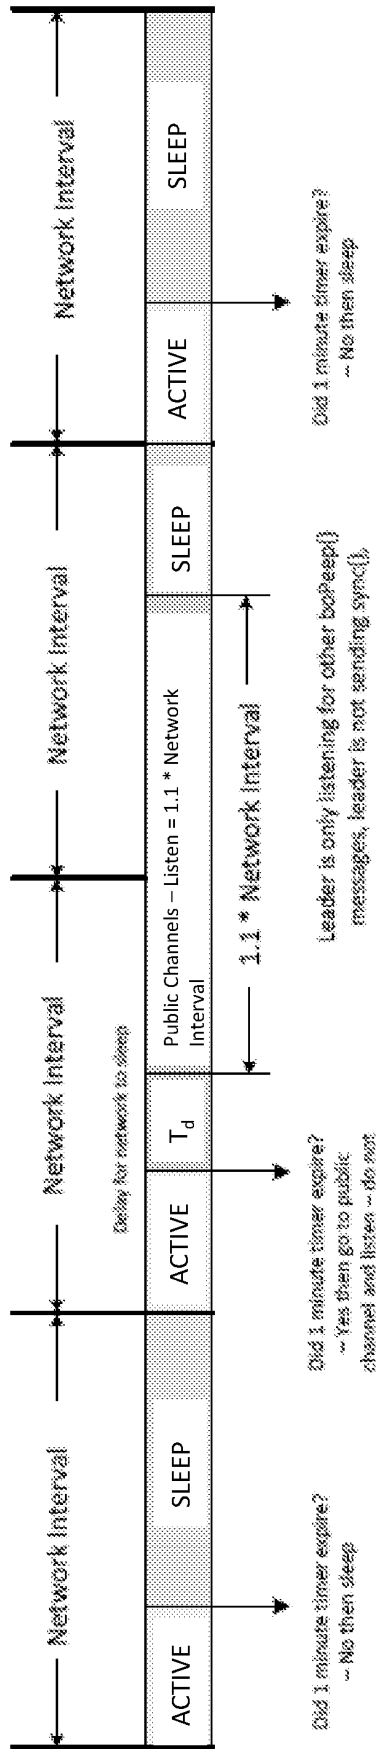 Network Interval
Network Interval
Network Interval
Network Interval
Delay for network to sleep
ACTIVE
SLEEP
ACTIVE
T_d
Public Channels – Listen = 1.1 * Network
Interval
SLEEP
ACTIVE
SLEEP
1.1 * Network Interval
Did 1 minute timer expire?
– No then sleep
Did 1 minute timer expire?
– Yes then go to public
channel and listen – do not
Leader is only listening for other boPeep()
messages, leader is not sending sync().
Did 1 minute timer expire?
– No then sleep